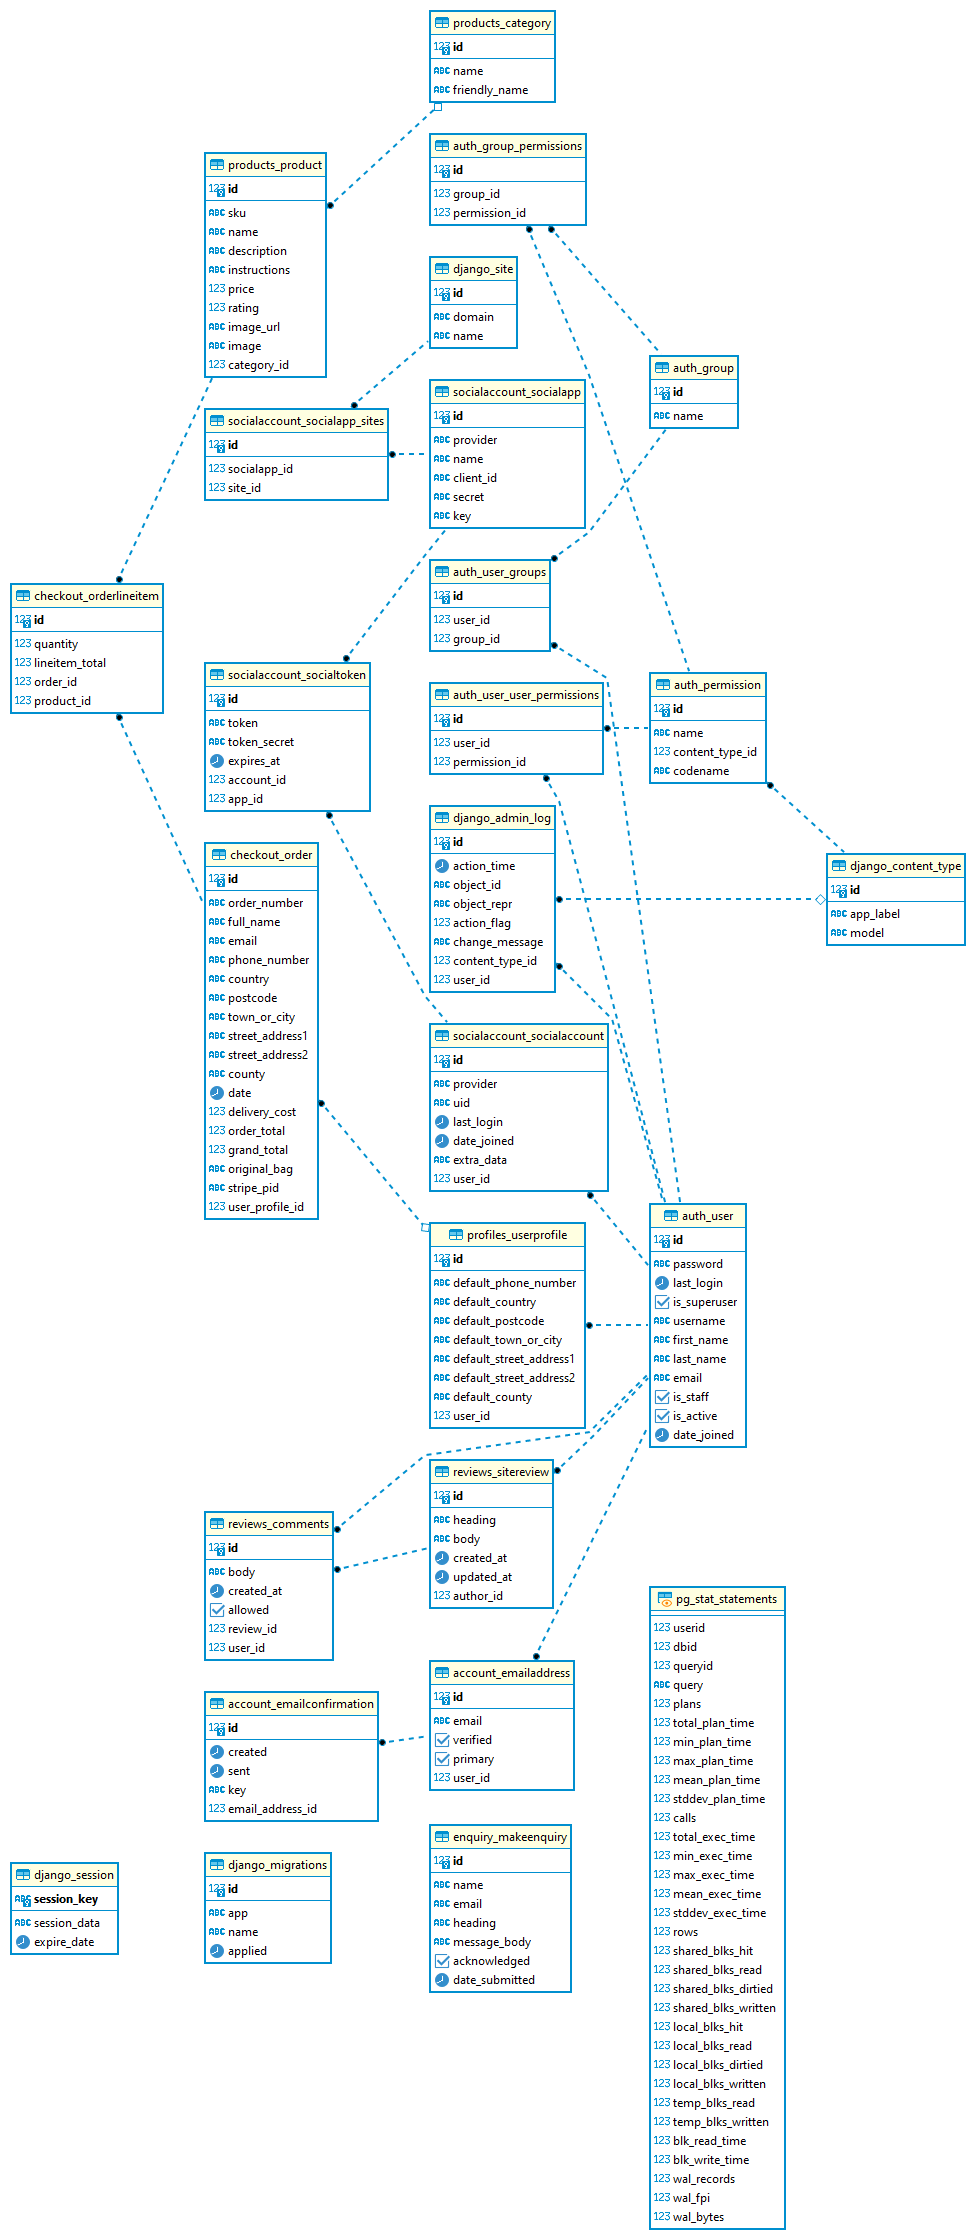 products_category
123 id
ABC name
ABC friendly_name
auth_group_permissions
123 id
123 group_id
123 permission_id
products_product
123 id
ABC sku
ABC name
ABC description
ABC instructions
123 price
123 rating
ABC image_url
ABC image
123 category_id
django_site
123 id
ABC domain
ABC name
auth_group
123 id
ABC name
socialaccount_socialapp
123 id
ABC provider
ABC name
ABC client_id
ABC secret
ABC key
socialaccount_socialapp_sites
123 id
123 socialapp_id
123 site_id
auth_user_groups
123 id
123 user_id
123 group_id
checkout_orderlineitem
123 id
123 quantity
123 lineitem_total
123 order_id
123 product_id
socialaccount_socialtoken
123 id
ABC token
ABC token_secret
expires_at
123 account_id
123 app_id
auth_user_user_permissions
123 id
123 user_id
123 permission_id
auth_permission
123 id
ABC name
123 content_type_id
ABC codename
django_admin_log
123 id
action_time
ABC object_id
ABC object_repr
123 action_flag
ABC change_message
123 content_type_id
123 user_id
django_content_type
123 id
ABC app_label
ABC model
checkout_order
123 id
ABC order_number
ABC full_name
ABC email
ABC phone_number
ABC country
ABC postcode
ABC town_or_city
ABC street_address1
ABC street_address2
ABC county
date
123 delivery_cost
123 order_total
123 grand_total
ABC original_bag
ABC stripe_pid
123 user_profile_id
socialaccount_socialaccount
123 id
ABC provider
ABC uid
last_login
date_joined
ABC extra_data
123 user_id
auth_user
123 id
ABC password
last_login
is_superuser
ABC username
ABC first_name
ABC last_name
ABC email
is_staff
is_active
date_joined
profiles_userprofile
123 id
ABC default_phone_number
ABC default_country
ABC default_postcode
ABC default_town_or_city
ABC default_street_address1
ABC default_street_address2
ABC default_county
123 user_id
reviews_sitereview
123 id
ABC heading
ABC body
created_at
updated_at
123 author_id
reviews_comments
123 id
ABC body
created_at
allowed
123 review_id
123 user_id
account_emailaddress
123 id
ABC email
verified
primary
123 user_id
account_emailconfirmation
123 id
created
sent
ABC key
123 email_address_id
enquiry_makeenquiry
123 id
ABC name
ABC email
ABC heading
ABC message_body
acknowledged
date_submitted
django_session
ABC session_key
ABC session_data
expire_date
django_migrations
123 id
ABC app
ABC name
applied
pg_stat_statements
123 userid
123 dbid
123 queryid
ABC query
123 plans
123 total_plan_time
123 min_plan_time
123 max_plan_time
123 mean_plan_time
123 stddev_plan_time
123 calls
123 total_exec_time
123 min_exec_time
123 max_exec_time
123 mean_exec_time
123 stddev_exec_time
123 rows
123 shared_blks_hit
123 shared_blks_read
123 shared_blks_dirtied
123 shared_blks_written
123 local_blks_hit
123 local_blks_read
123 local_blks_dirtied
123 local_blks_written
123 temp_blks_read
123 temp_blks_written
123 blk_read_time
123 blk_write_time
123 wal_records
123 wal_fpi
123 wal_bytes